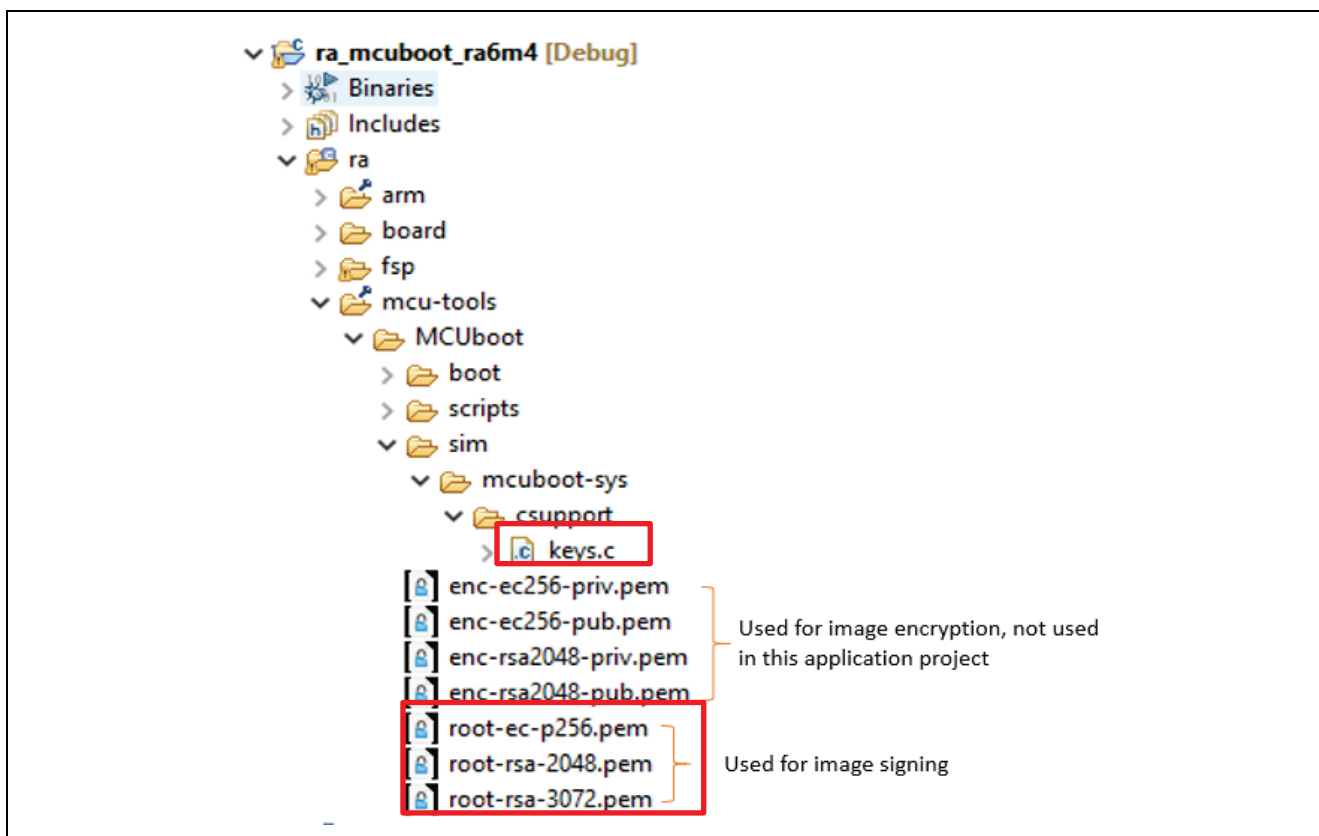 ra_mcuboot_ra6m4 [Debug]
Binaries
Includes
ra
arm
board
fsp
mcu-tools
MCUboot
boot
scripts
sim
mcuboot-sys
csupport
keys.c
enc-ec256-priv.pem
enc-ec256-pub.pem
enc-rsa2048-priv.pem
enc-rsa2048-pub.pem
Used for image encryption, not used
in this application project
root-ec-p256.pem
root-rsa-2048.pem
root-rsa-3072.pem
Used for image signing